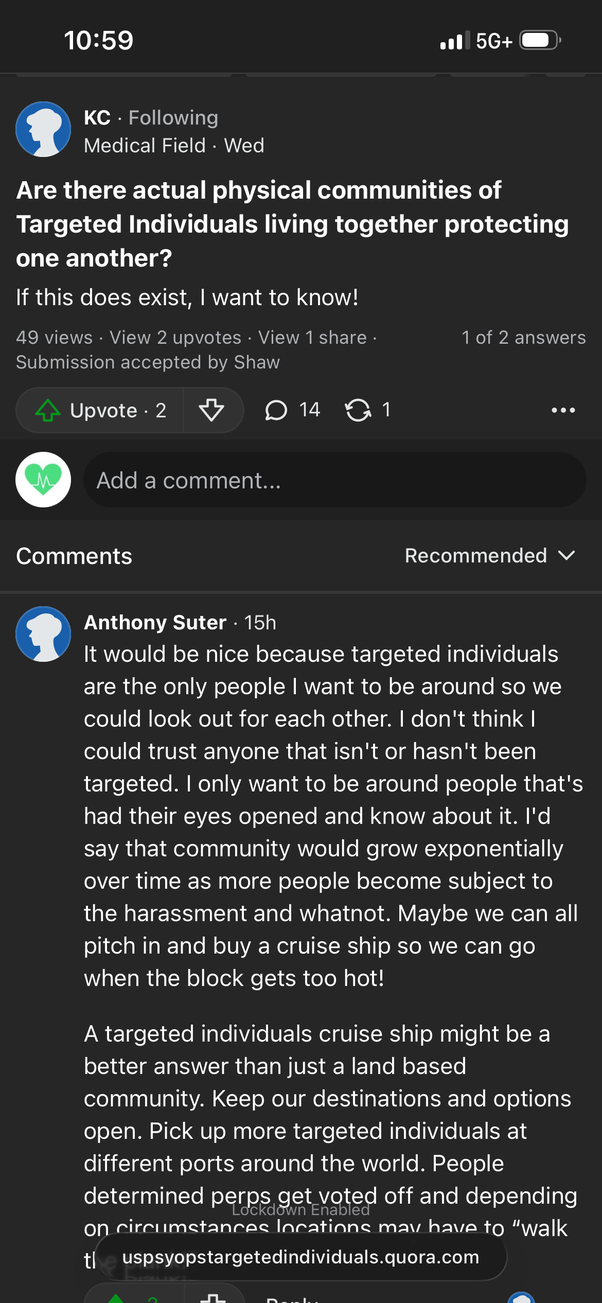 10:59
5G+
KC · Following
Medical Field · Wed
Are there actual physical communities of
Targeted Individuals living together protecting
one another?
If this does exist, I want to know!
49 views · View 2 upvotes · View 1 share ·
1 of 2 answers
Submission accepted by Shaw
Upvote · 2
14
1
Add a comment...
Comments
Recommended
Anthony Suter · 15h
It would be nice because targeted individuals
are the only people I want to be around so we
could look out for each other. I don't think I
could trust anyone that isn't or hasn't been
targeted. I only want to be around people that's
had their eyes opened and know about it. I'd
say that community would grow exponentially
over time as more people become subject to
the harassment and whatnot. Maybe we can all
pitch in and buy a cruise ship so we can go
when the block gets too hot!
A targeted individuals cruise ship might be a
better answer than just a land based
community. Keep our destinations and options
open. Pick up more targeted individuals at
different ports around the world. People
determined perps get voted off and depending
Lockdown Enabled
on circumstances locations may have to “walk
uspsyopstargetedindividuals.quora.com
Reply